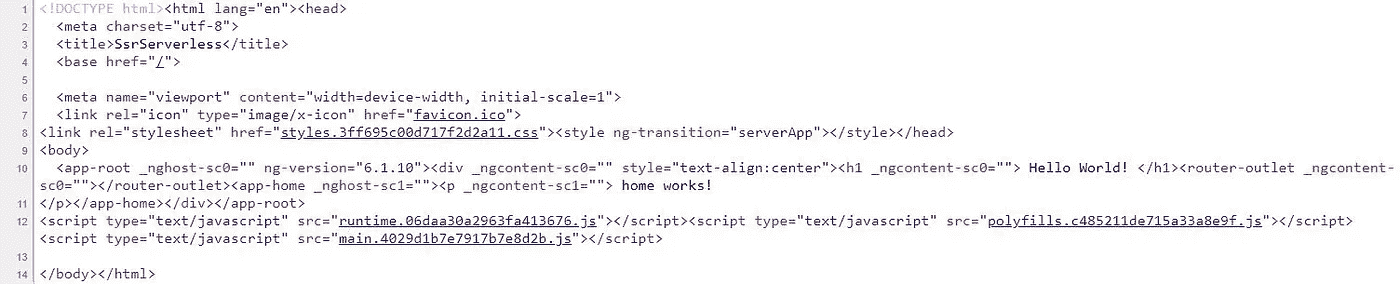 1 <!DOCTYPE html><html lang="en"><head>
2 <meta charset="utf-8">
3 <title>SsrServerless</title>
4 <base href="/">
5
6 <meta name="viewport" content="width=device-width, initial-scale=1">
7 <link rel="icon" type="image/x-icon" href="favicon.ico">
8 <link rel="stylesheet" href="styles.3ff695c00d717f2d2a11.css"><style ng-transition="serverApp"></style></head>
9 <body>
10 <app-root _nghost-sc0="" ng-version="6.1.10"><div _ngcontent-sc0="" style="text-align:center"><h1 _ngcontent-sc0=""> Hello World! </h1><router-outlet _ngcontent-
sc0=""></router-outlet><app-home _nghost-sc1=""><p _ngcontent-sc1=""> home works!
11 </p></app-home></div></app-root>
12 <script type="text/javascript" src="runtime.06daa30a2963fa413676.js"></script><script type="text/javascript" src="polyfills.c485211de715a33a8e9f.js"></script>
<script type="text/javascript" src="main.4029d1b7e7917b7e8d2b.js"></script>
13
14 </body></html>